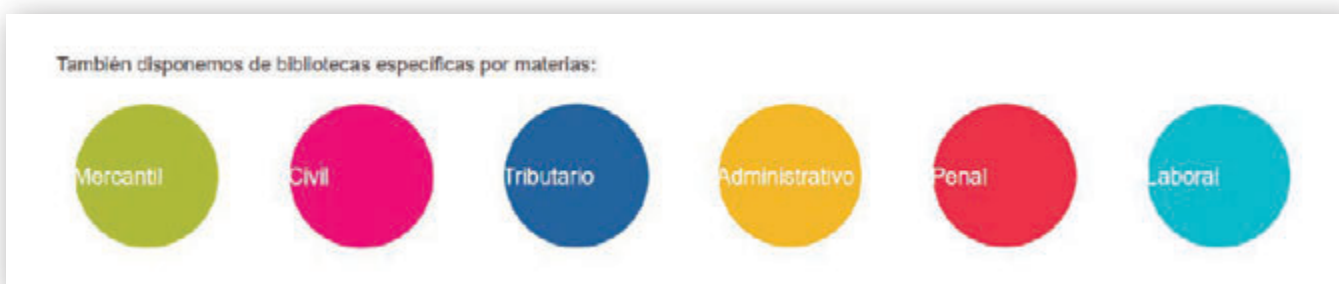 También disponemos de bibliotecas específicas por materias:
Mercantil Civil Tributario Administrativo Penal Laboral